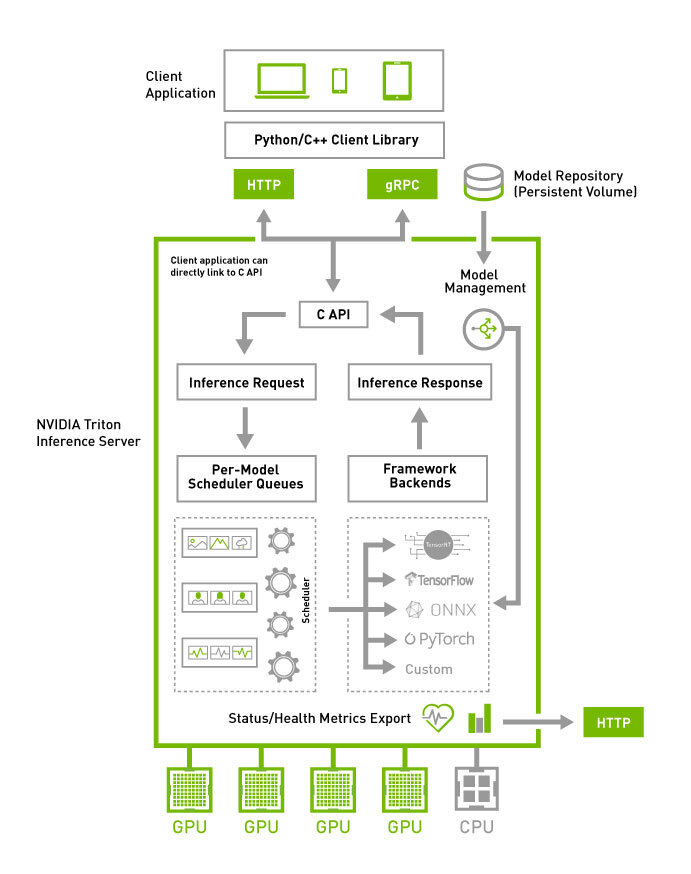 Client
Application
Python/C++ Client Library
HTTP
gRPC
Model Repository
(Persistent Volume)
Client application can
directly link to C API
Model
Management
C API
Inference Request
Inference Response
NVIDIA Triton
Inference Server
Per-Model
Scheduler Queues
Framework
Backends
Scheduler
TensorRT
TensorFlow
ONNX
PyTorch
Custom
Status/Health Metrics Export
HTTP
GPU
GPU
GPU
GPU
CPU